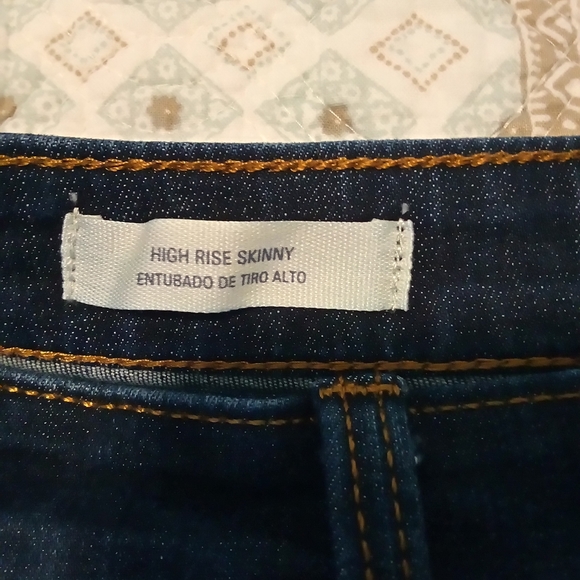 HIGH RISE SKINNY
ENTUBADO DE TIRO ALTO